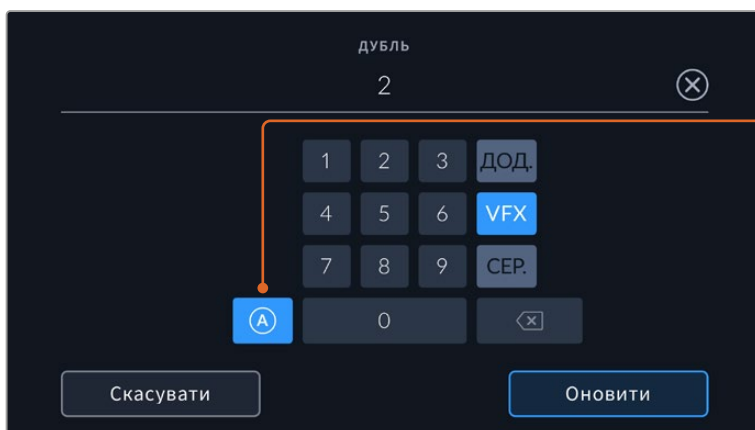 ДУБЛЬ
2
1 2 3 ДОД.
4 5 6 VFX
7 8 9 СЕР.
A 0
Скасувати Оновити